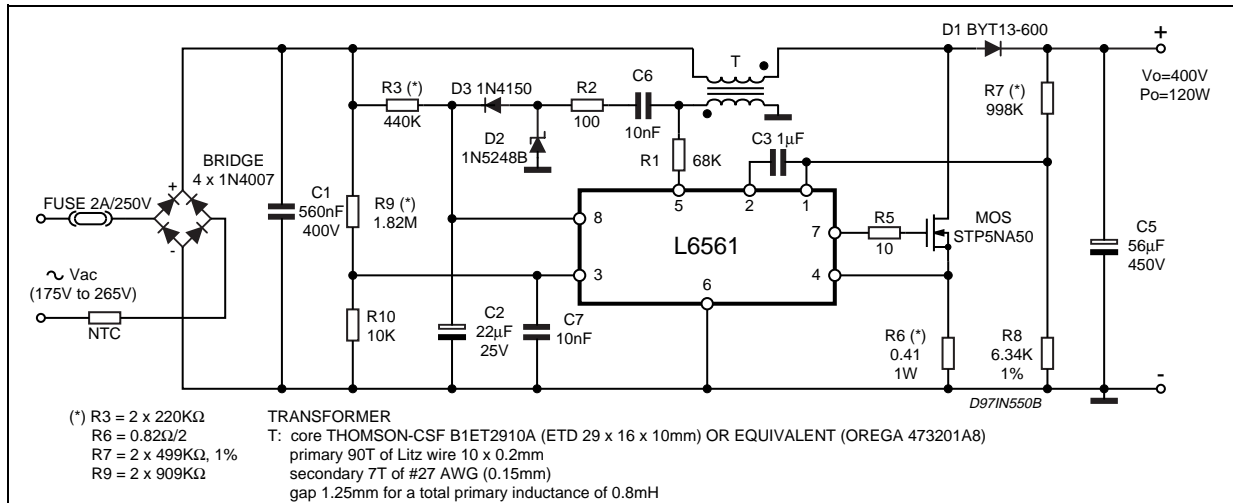 D1 BYT13-600
+
Vo=400V
Po=120W
T
C6
10nF
R2
100
D3 1N4150
R3 (*)
440K
R7 (*)
998K
D2
1N5248B
C3 1µF
R1
68K
BRIDGE
4 x 1N4007
+
-
FUSE 2A/250V
C1
560nF
400V
R9 (*)
1.82M
5
2
1
8
3
7
4
6
L6561
R5
10
MOS
STP5NA50
C5
56µF
450V
~ Vac
(175V to 265V)
NTC
R10
10K
C2
22µF
25V
C7
10nF
R6 (*)
0.41
1W
R8
6.34K
1%
-
D97IN550B
(*) R3 = 2 x 220KΩ
R6 = 0.82Ω/2
R7 = 2 x 499KΩ, 1%
R9 = 2 x 909KΩ
TRANSFORMER
T: core THOMSON-CSF B1ET2910A (ETD 29 x 16 x 10mm) OR EQUIVALENT (OREGA 473201A8)
primary 90T of Litz wire 10 x 0.2mm
secondary 7T of #27 AWG (0.15mm)
gap 1.25mm for a total primary inductance of 0.8mH